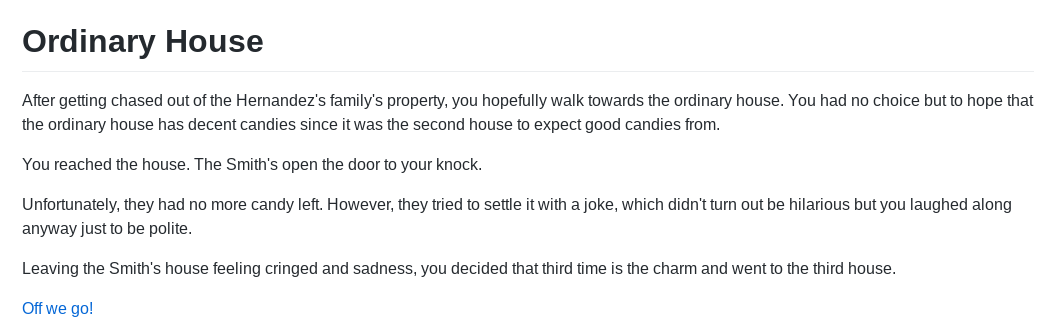 Ordinary House
After getting chased out of the Hernandez's family's property, you hopefully walk towards the ordinary house. You had no choice but to hope that
the ordinary house has decent candies since it was the second house to expect good candies from.
You reached the house. The Smith's open the door to your knock.
Unfortunately, they had no more candy left. However, they tried to settle it with a joke, which didn't turn out be hilarious but you laughed along
anyway just to be polite.
Leaving the Smith's house feeling cringed and sadness, you decided that third time is the charm and went to the third house.
Off we go!